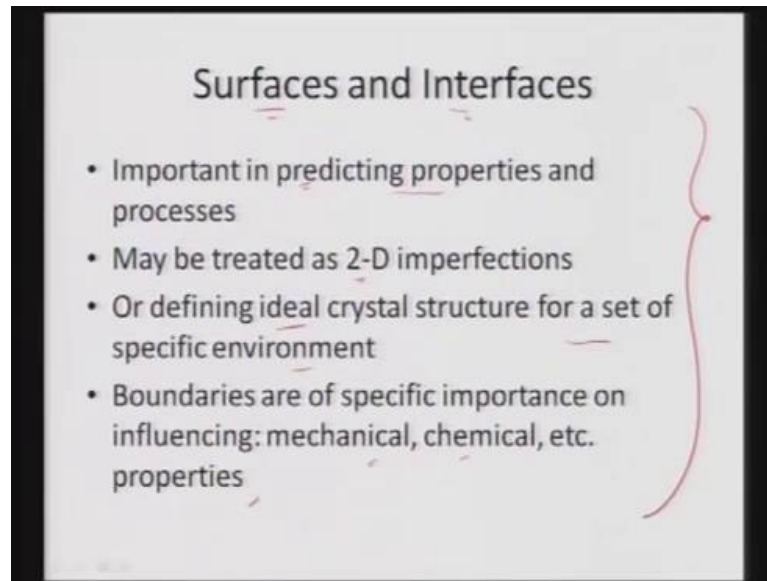 Surfaces and Interfaces
• Important in predicting properties and
processes
• May be treated as 2-D imperfections
• Or defining ideal crystal structure for a set of
specific environment
• Boundaries are of specific importance on
influencing: mechanical, chemical, etc.
properties